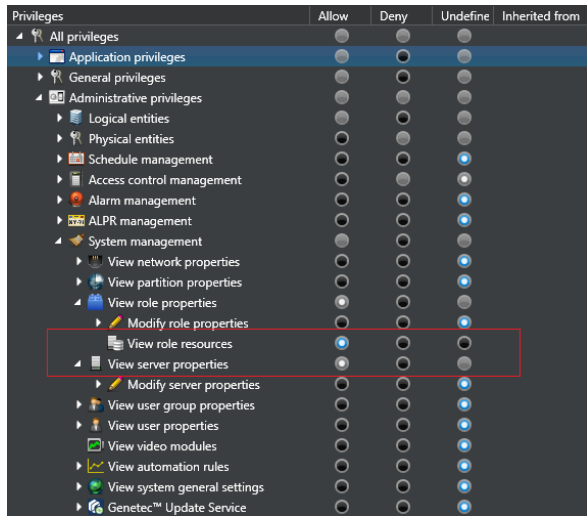 Privileges Allow Deny Undefine Inherited from
All privileges
Application privileges
General privileges
Administrative privileges
Logical entities
Physical entities
Schedule management
Access control management
Alarm management
ALPR management
System management
View network properties
View partition properties
View role properties
Modify role properties
View role resources
View server properties
Modify server properties
View user group properties
View user properties
View video modules
View automation rules
View system general settings
Genetec™ Update Service